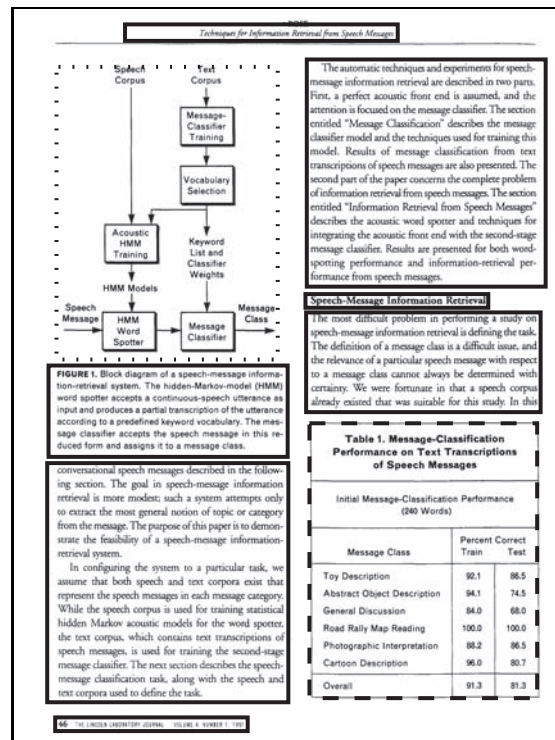 Techniques for Information Retrieval from Speech Messages
Speech
Corpus
Text
Corpus
Message-
Classifier
Training
Vocabulary
Selection
Acoustic
HMM
Training
Keyword
List and
Classifier
Weights
HMM Models
Speech
Message
HMM
Word
Spotter
Message
Classifier
Message
Class
FIGURE 1. Block diagram of a speech-message informa-
tion-retrieval system. The hidden-Markov-model (HMM)
word spotter accepts a continuous-speech utterance as
input and produces a partial transcription of the utterance
according to a predefined keyword vocabulary. The mes-
sage classifier accepts the speech message in this re-
duced form and assigns it to a message class.
conversational speech messages described in the follow-
ing section. The goal in speech-message information
retrieval is more modest; such a system attempts only
to extract the most general notion of topic or category
from the message. The purpose of this paper is to demon-
strate the feasibility of a speech-message information-
retrieval system.
In configuring the system to a particular task, we
assume that both speech and text corpora exist that
represent the speech messages in each message category.
While the speech corpus is used for training statistical
hidden Markov acoustic models for the word spotter,
the text corpus, which contains text transcriptions of
speech messages, is used for training the second-stage
message classifier. The next section describes the speech-
message classification task, along with the speech and
text corpora used to define the task.
The automatic techniques and experiments for speech-
message information retrieval are described in two parts.
First, a perfect acoustic front end is assumed, and the
attention is focused on the message classifier. The section
entitled "Message Classification" describes the message
classifier model and the techniques used for training this
model. Results of message classification from text
transcriptions of speech messages are also presented. The
second part of the paper concerns the complete problem
of information retrieval from speech messages. The section
entitled "Information Retrieval from Speech Messages"
describes the acoustic word spotter and techniques for
integrating the acoustic front end with the second-stage
message classifier. Results are presented for both word-
spotting performance and information-retrieval per-
formance from speech messages.
Speech-Message Information Retrieval
The most difficult problem in performing a study on
speech-message information retrieval is defining the task.
The definition of a message class is a difficult issue, and
the relevance of a particular speech message with respect
to a message class cannot always be determined with
certainty. We were fortunate in that a speech corpus
already existed that was suitable for this study. In this
Table 1. Message-Classification
Performance on Text Transcriptions
of Speech Messages
Initial Message-Classification Performance
(240 Words)
Percent Correct
Message Class Train Test
Toy Description 92.1 86.5
Abstract Object Description 94.1 74.5
General Discussion 84.0 68.0
Road Rally Map Reading 100.0 100.0
Photographic Interpretation 88.2 86.5
Cartoon Description 96.0 80.7
Overall 91.3 81.3
46 THE LINCOLN LABORATORY JOURNAL VOLUME 4, NUMBER 1, 1991